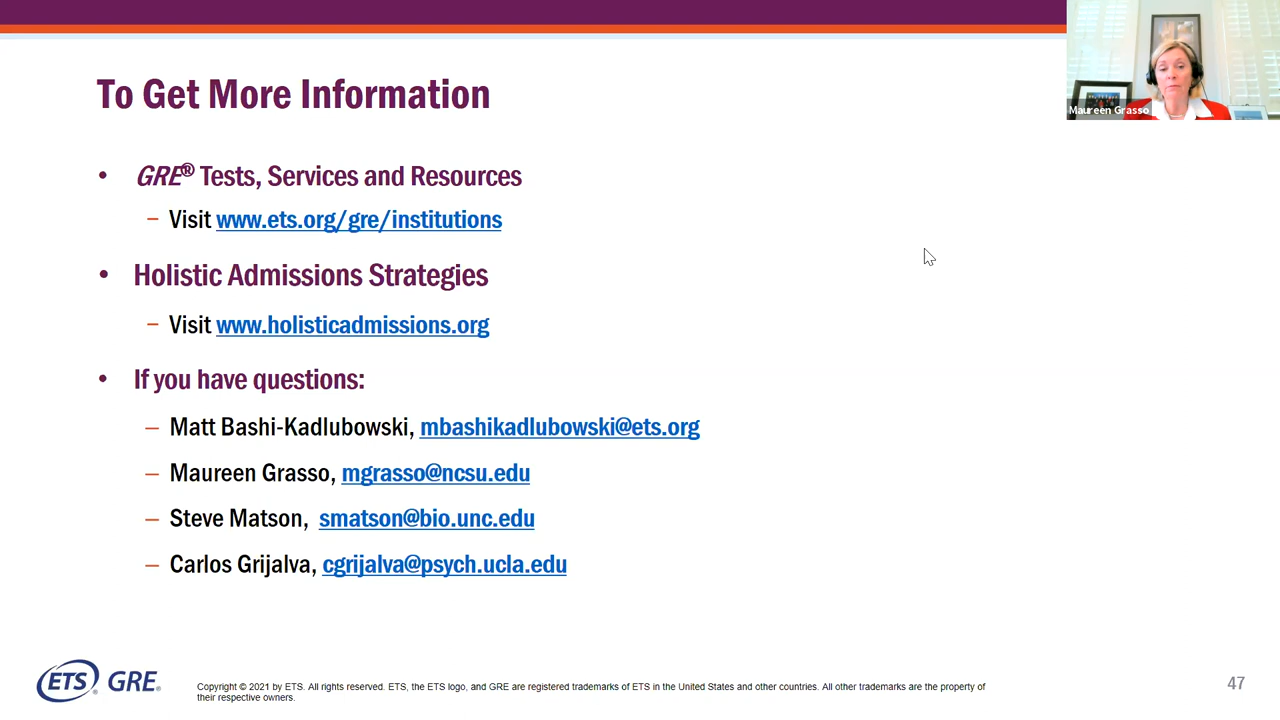 Maureen Grasso
To Get More Information
• GRE® Tests, Services and Resources
– Visit www.ets.org/gre/institutions
• Holistic Admissions Strategies
– Visit www.holisticadmissions.org
• If you have questions:
– Matt Bashi-Kadlubowski, mbashikadlubowski@ets.org
– Maureen Grasso, mgrasso@ncsu.edu
– Steve Matson, smatson@bio.unc.edu
– Carlos Grijalva, cgrijalva@psych.ucla.edu
ETS® GRE®
Copyright © 2021 by ETS. All rights reserved. ETS, the ETS logo, and GRE are registered trademarks of ETS in the United States and other countries. All other trademarks are the property of
their respective owners.
47